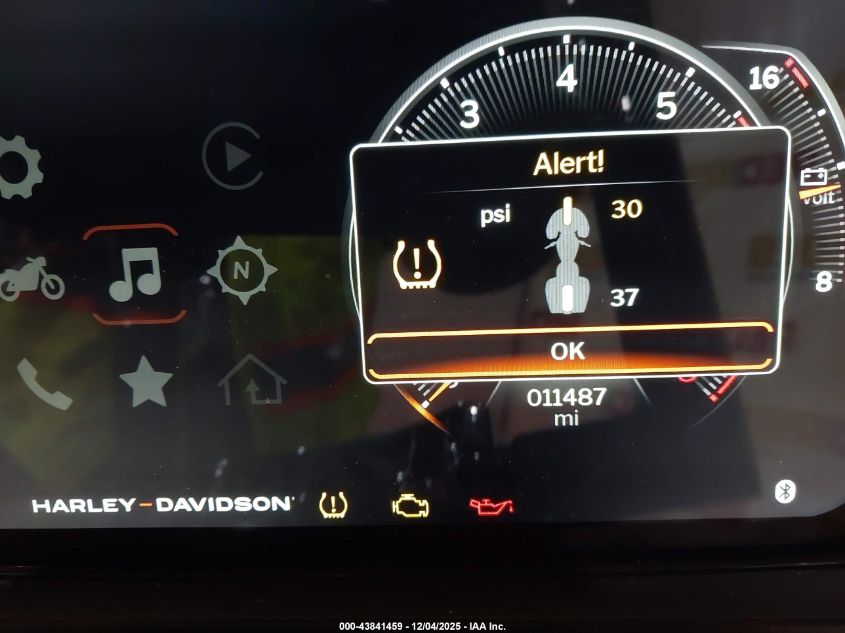 3 4 5
16
Alert!
psi 30
volt
N
37
8
OK
011487
mi
HARLEY-DAVIDSON
000-43841459 - 12/04/2025 - IAA Inc.